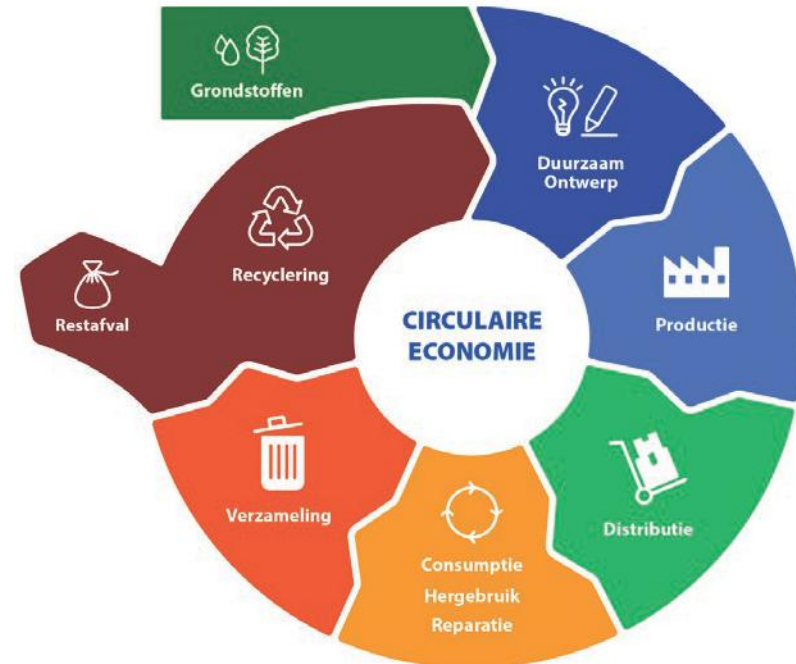 Grondstoffen
Duurzaam
Ontwerp
Productie
Distributie
Consumptie
Hergebruik
Reparatie
Verzameling
Recyclering
Restafval
CIRCULAIRE
ECONOMIE